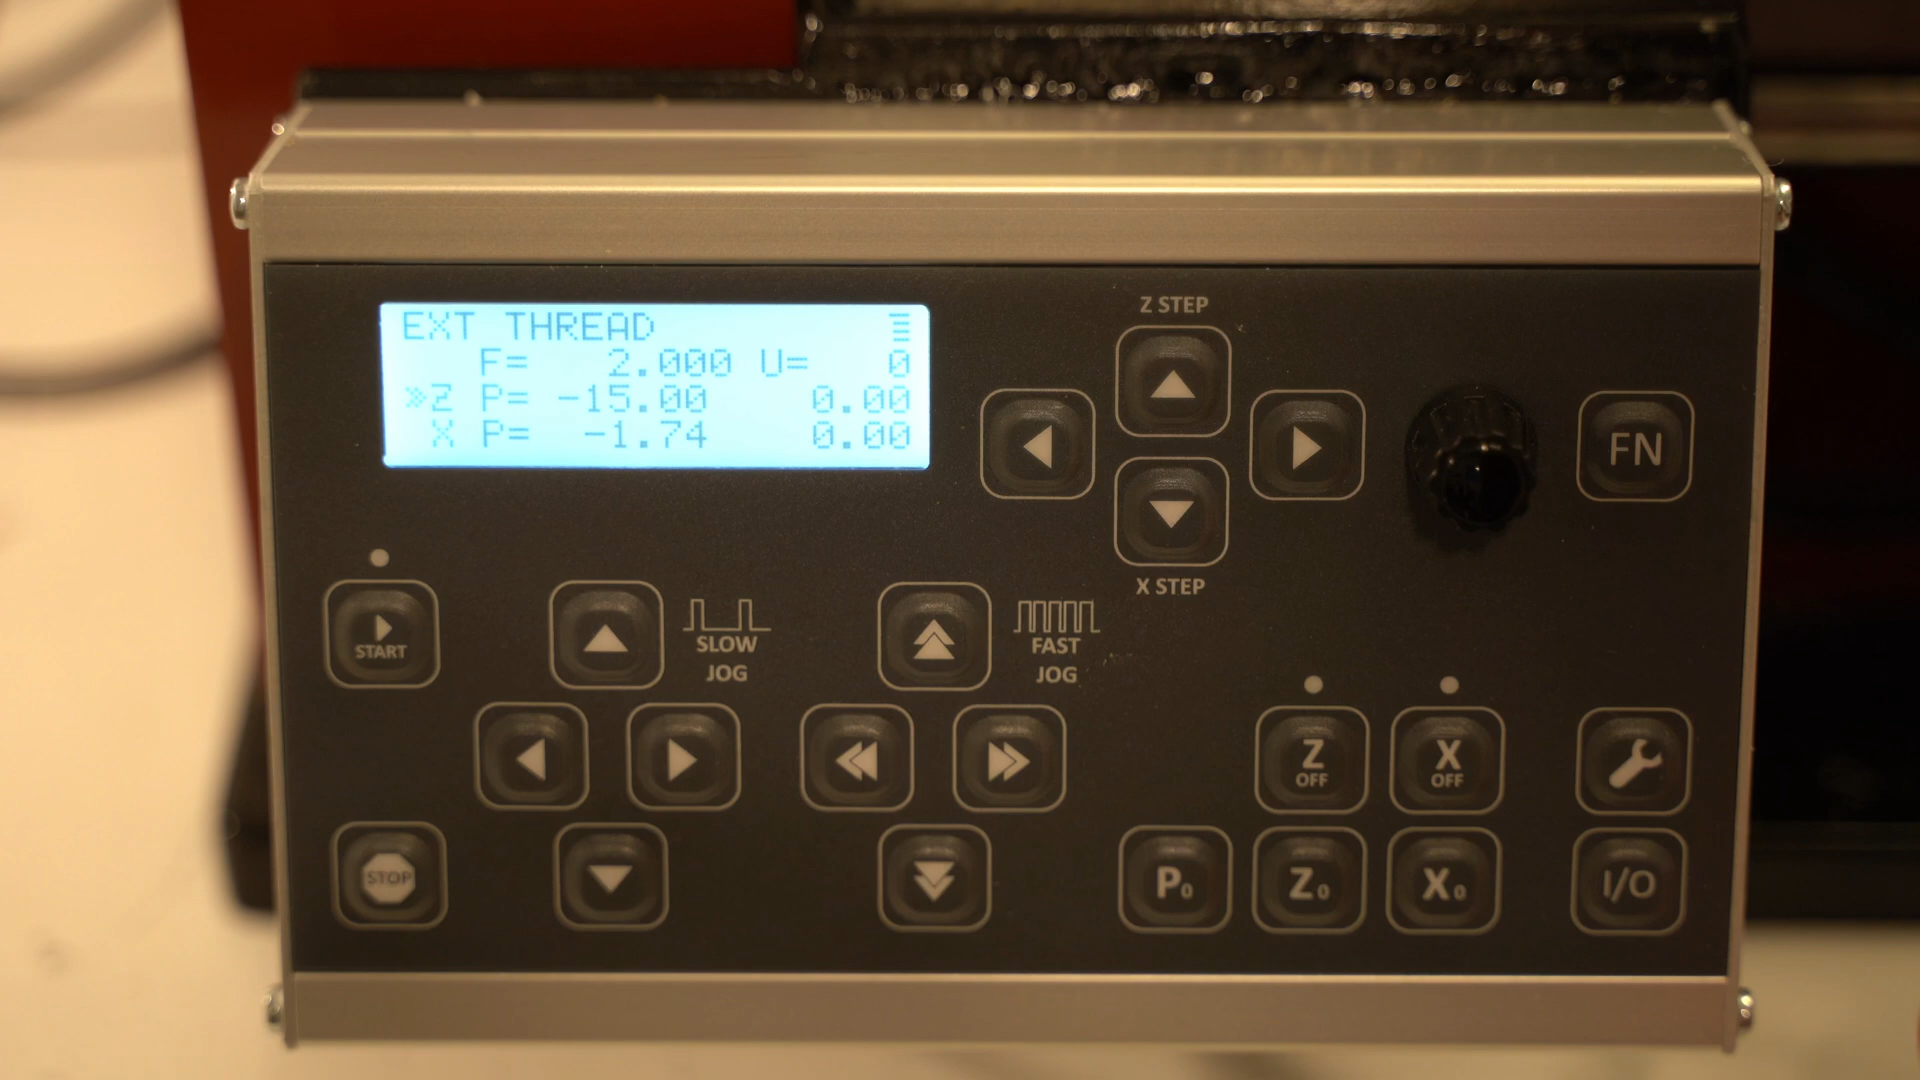 EXT THREAD
F= 2.000 U= 0
»Z P= -15.00 0.00
X P= -1.74 0.00
Z STEP
FN
X STEP
START
SLOW
JOG
FAST
JOG
Z
OFF
X
OFF
STOP
P0
Z0
X0
I/O